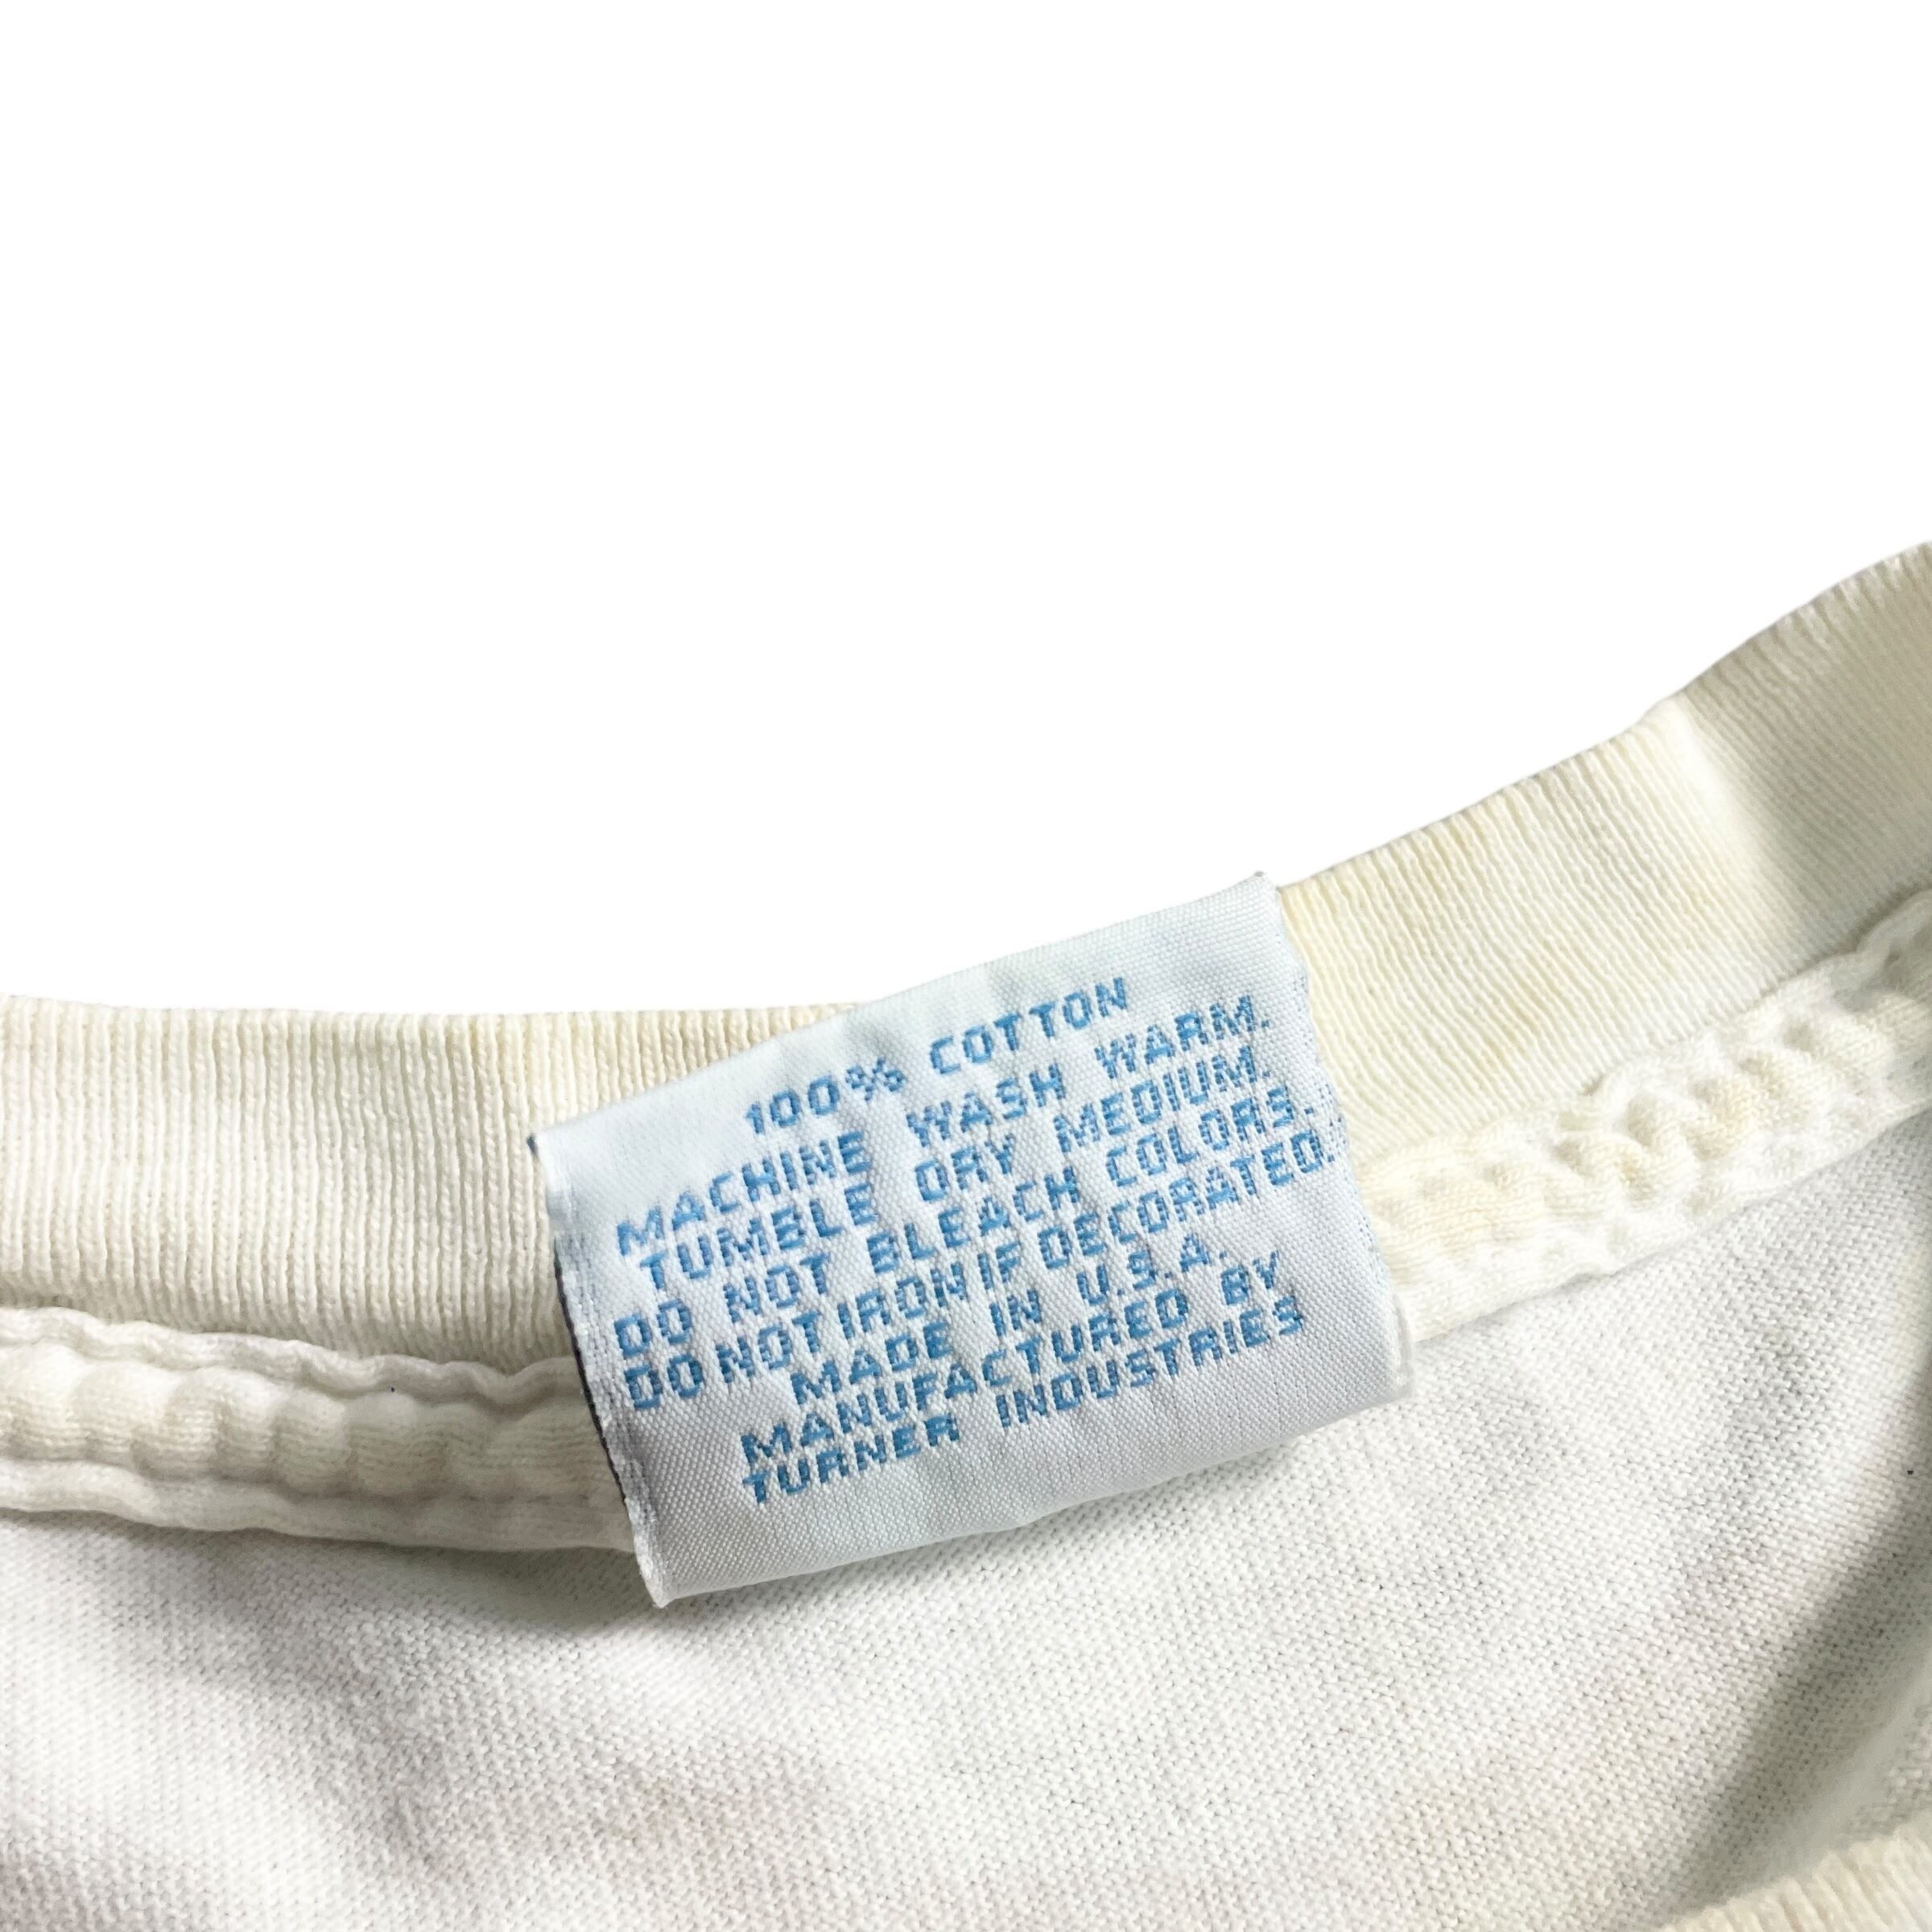 100% COTTON
MACHINE WASH WARM.
TUMBLE DRY MEDIUM.
DO NOT BLEACH COLORS.
DO NOT IRON IF DECORATED.
MADE IN U.S.A.
MANUFACTURED BY
TURNER INDUSTRIES